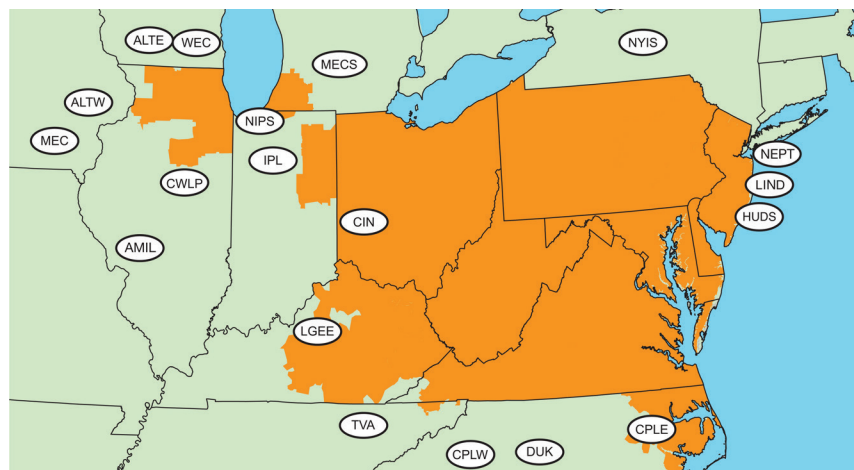 ALTE
WEC
NYIS
MECS
ALTW
NIPS
MEC
IPL
NEPT
CWLP
LIND
CIN
HUDS
AMIL
LGEE
TVA
CPLE
CPLW
DUK